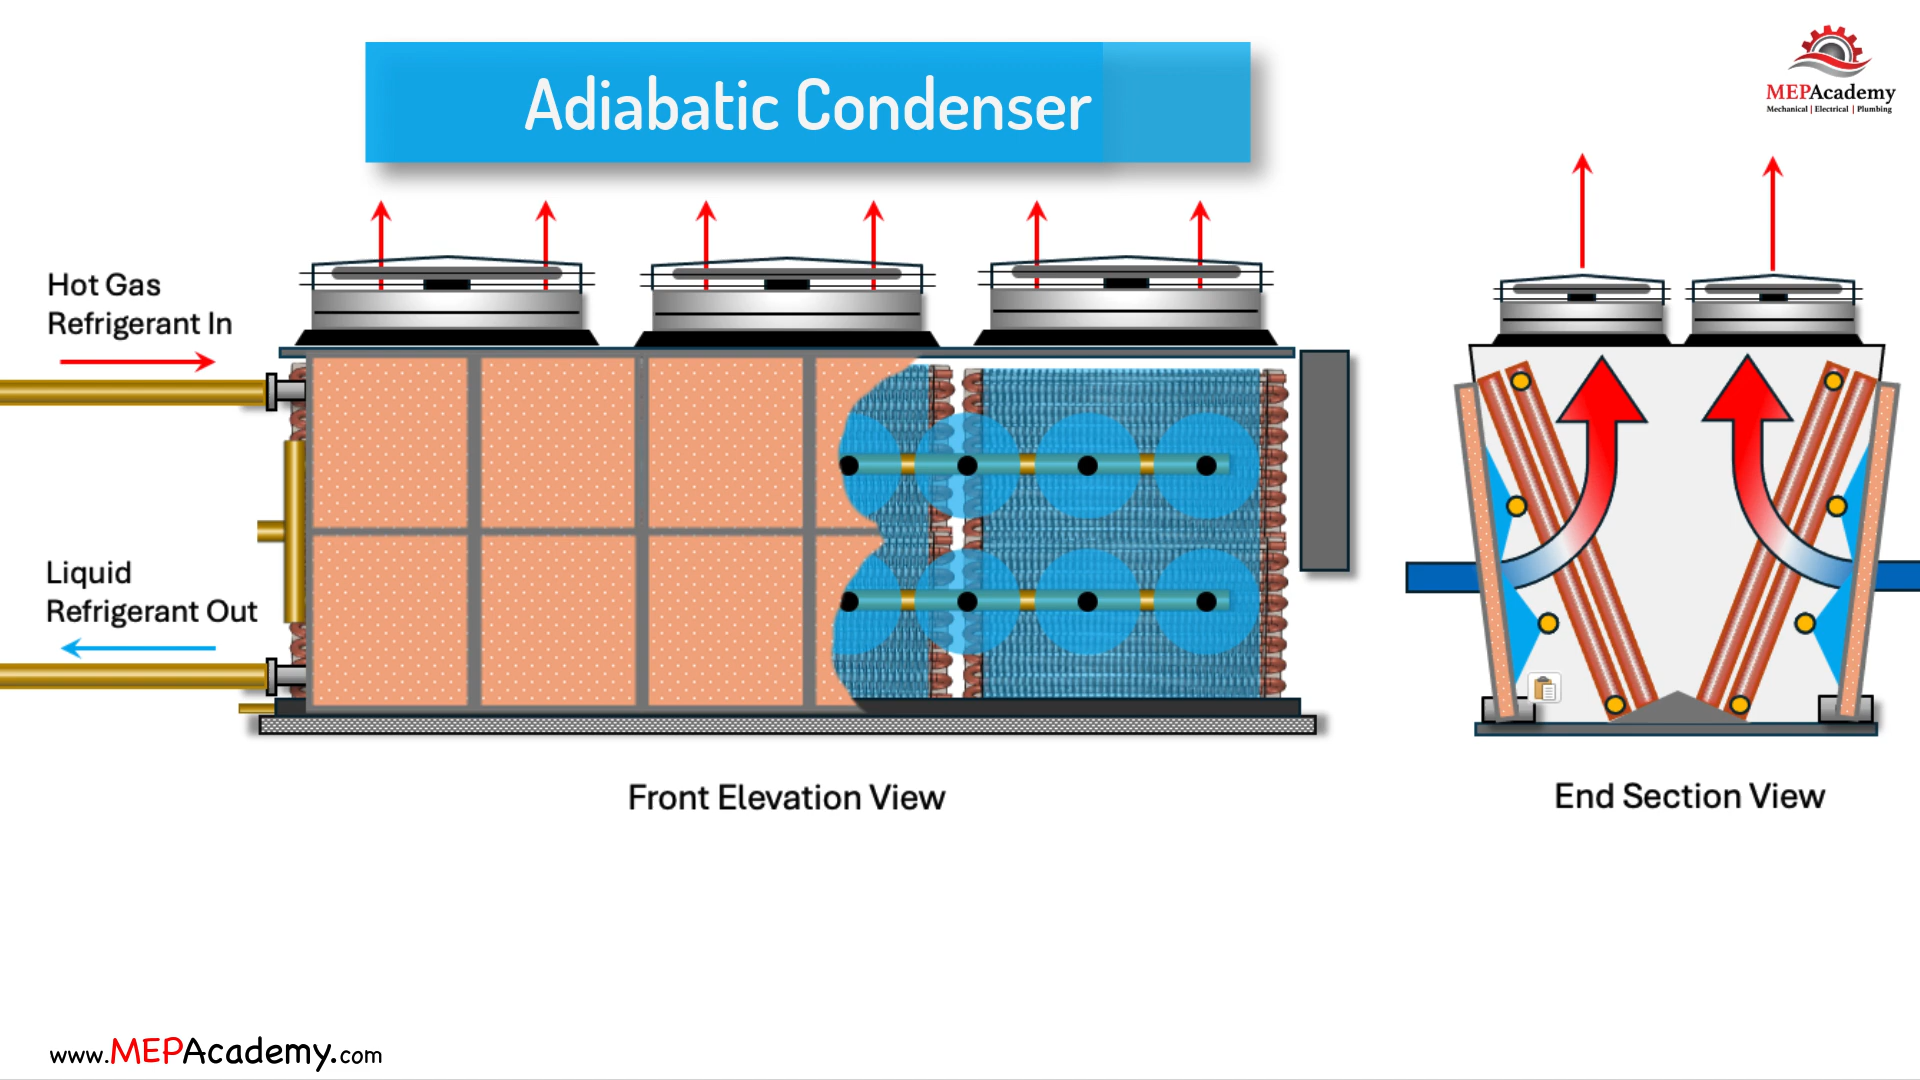 Adiabatic Condenser
MEPAcademy
Mechanical | Electrical | Plumbing
Hot Gas
Refrigerant In
Liquid
Refrigerant Out
Front Elevation View
End Section View
www.MEPAcademy.com